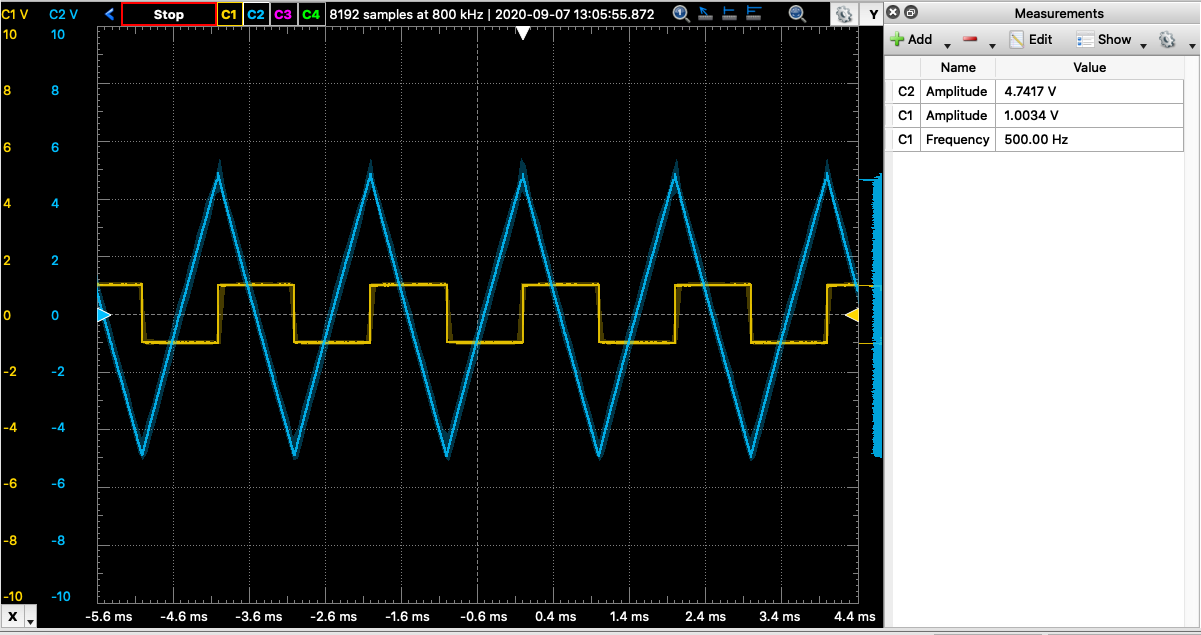 C1 V C2 V Stop C1 C2 C3 C4 8192 samples at 800 kHz | 2020-09-07 13:05:55.872 Y Measurements
Add Edit Show
Name Value
C2 Amplitude 4.7417 V
C1 Amplitude 1.0034 V
C1 Frequency 500.00 Hz
10 10
8 8
6 6
4 4
2 2
0 0
-2 -2
-4 -4
-6 -6
-8 -8
-10 -10
X -5.6 ms -4.6 ms -3.6 ms -2.6 ms -1.6 ms -0.6 ms 0.4 ms 1.4 ms 2.4 ms 3.4 ms 4.4 ms